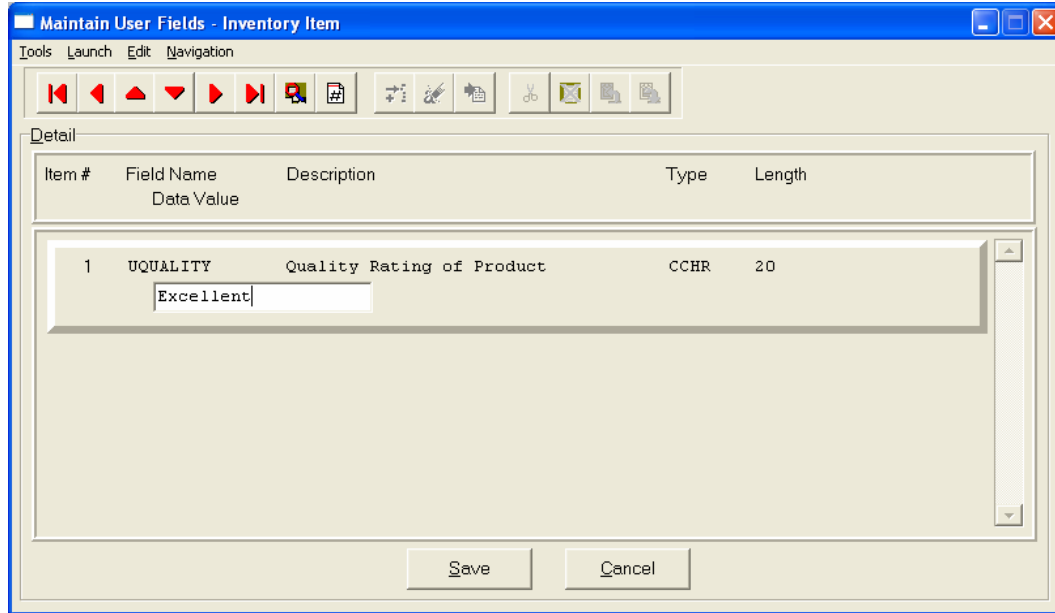 Maintain User Fields - Inventory Item
Tools Launch Edit Navigation
#
Detail
Item # Field Name Description Type Length
Data Value
1 UQUALITY Quality Rating of Product CCHR 20
Excellent
Save Cancel